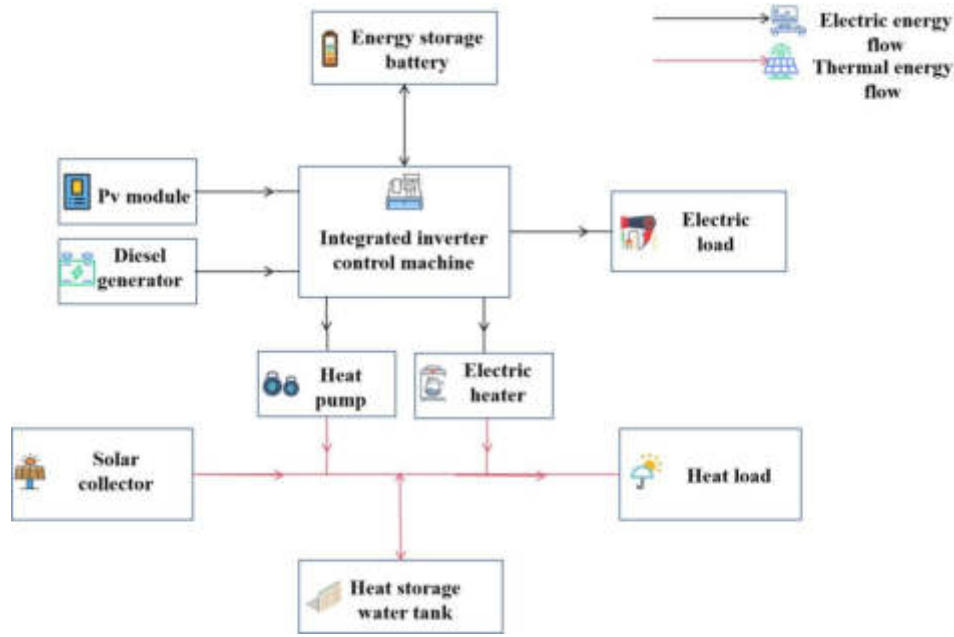 Energy storage
battery
Electric energy
flow
Thermal energy
flow
Pv module
Diesel
generator
Integrated inverter
control machine
Electric
load
Heat
pump
Electric
heater
Solar
collector
Heat load
Heat storage
water tank